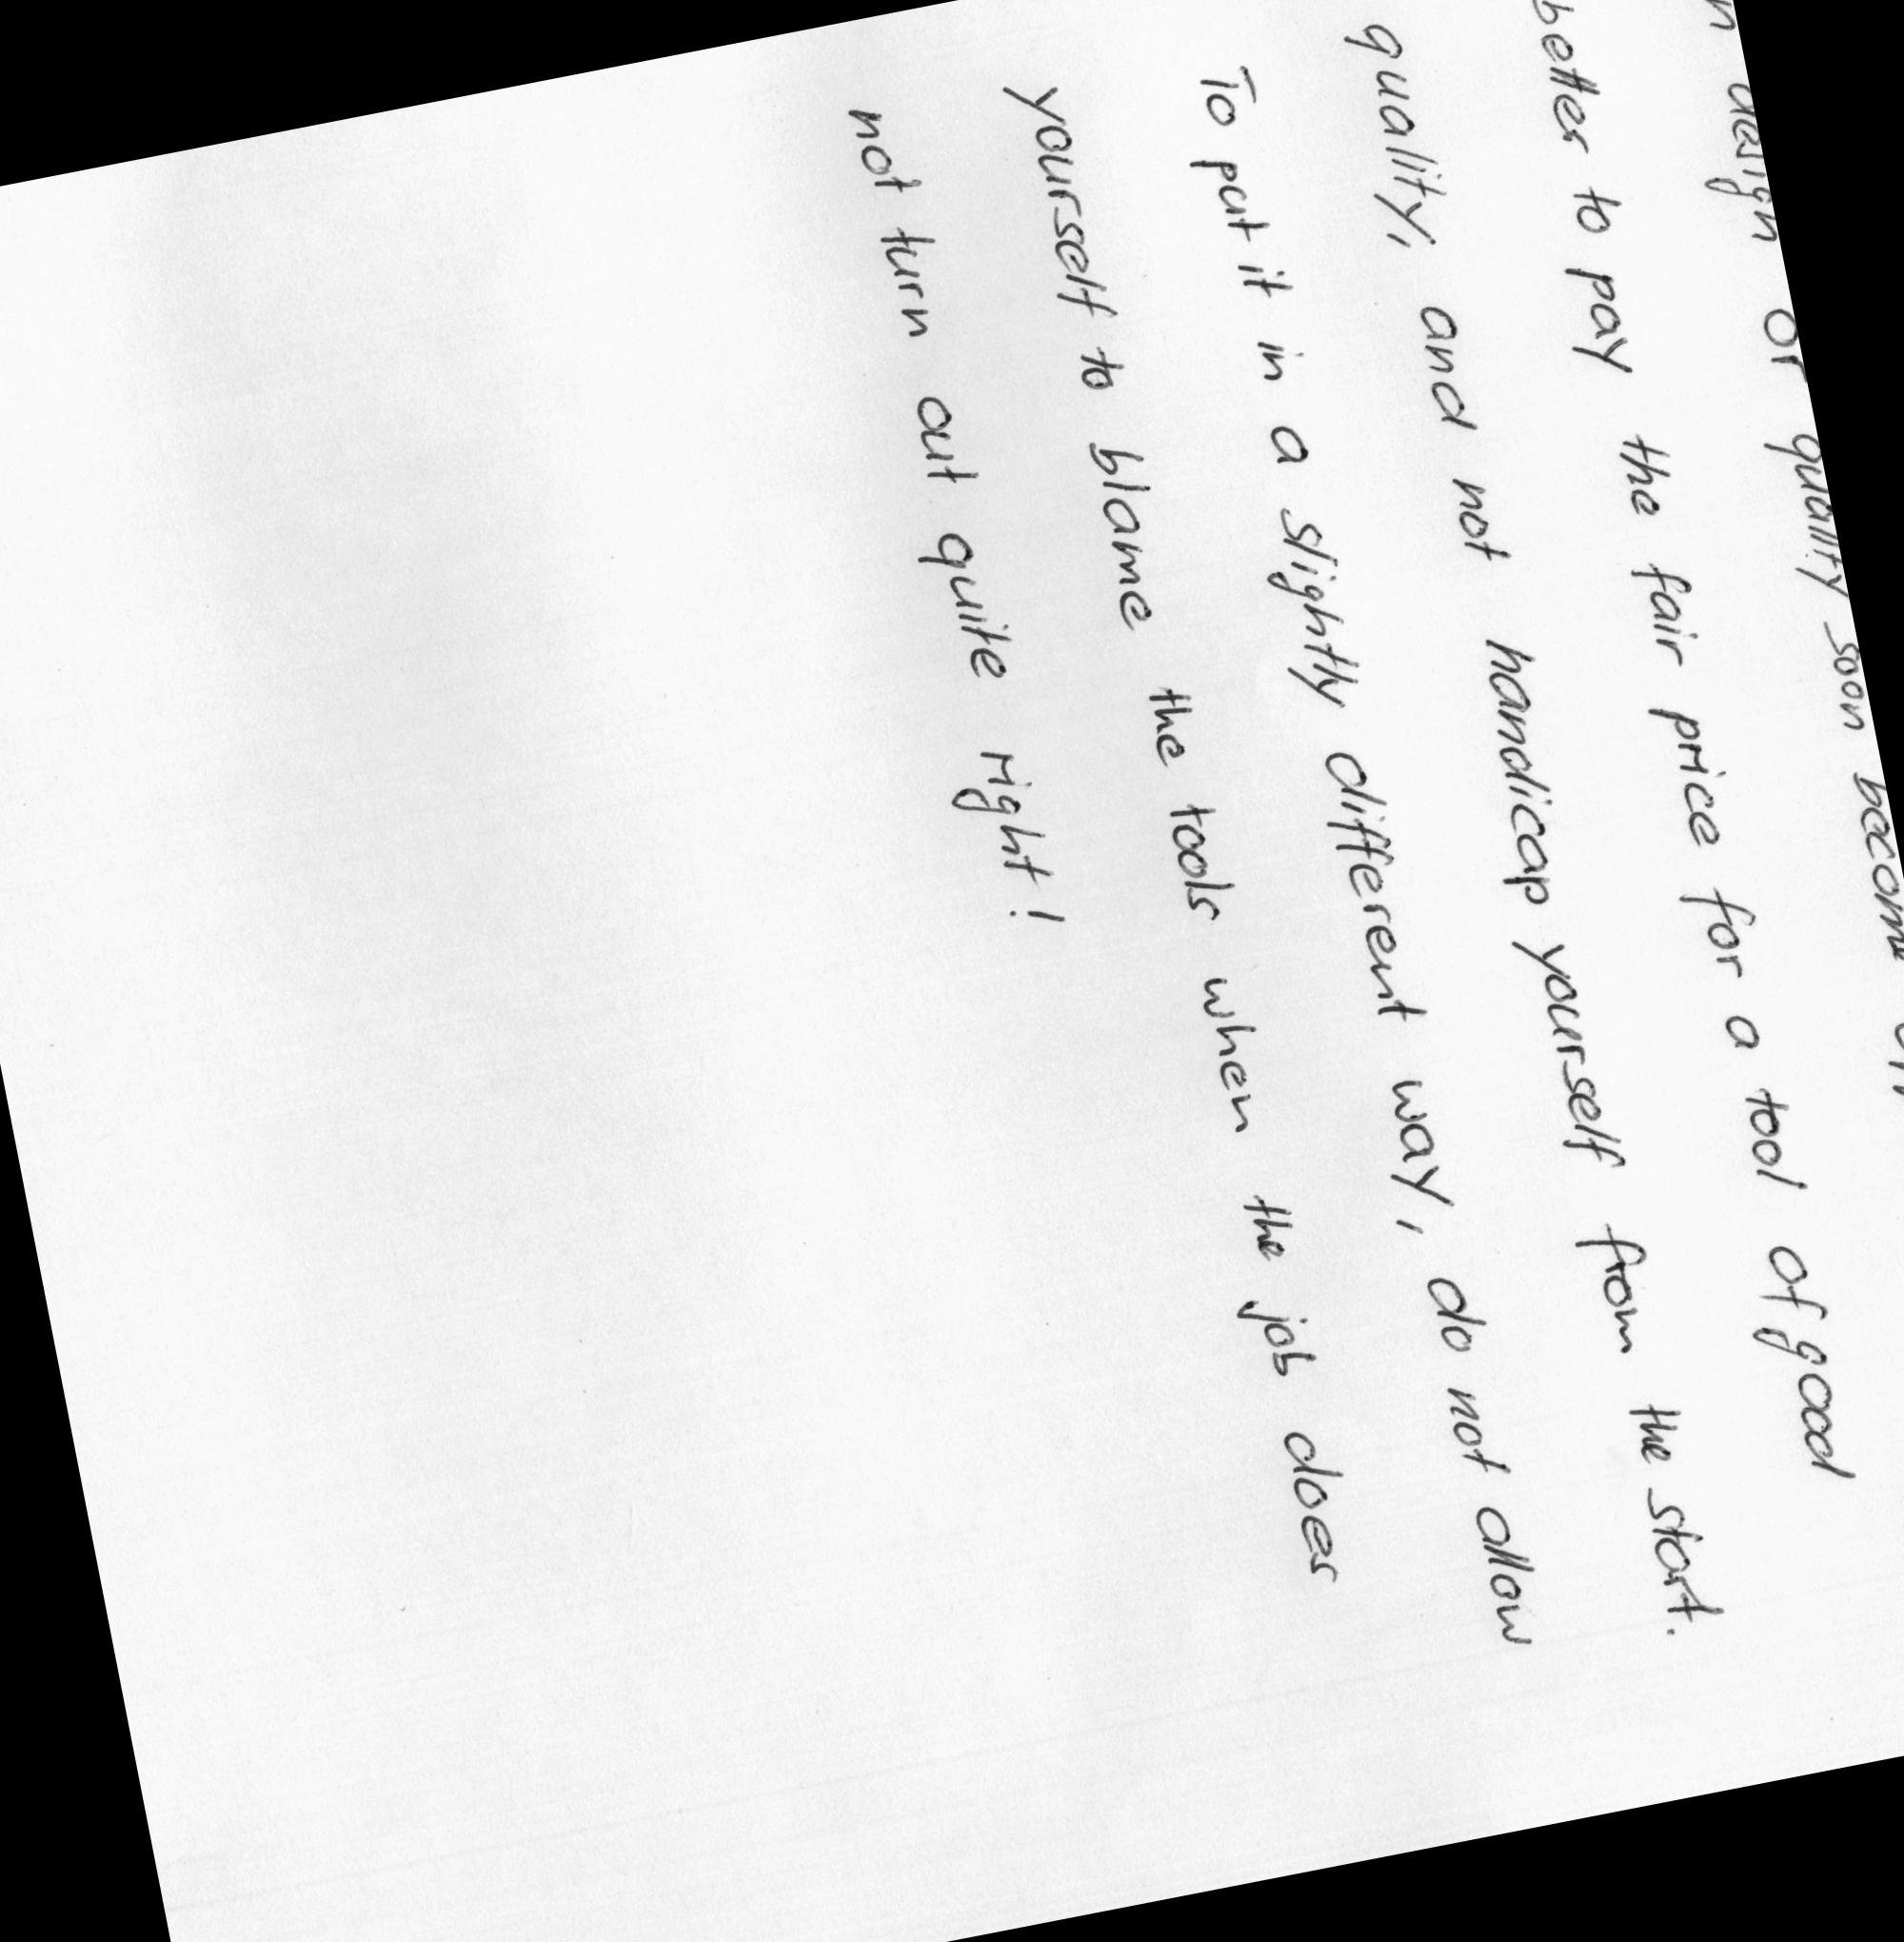 design or quality soon become
better to pay the fair price for a tool of good
quality, and not handicap yourself from the start.
To put it in a slightly different way, do not allow
yourself to blame the tools when the job does
not turn out quite right!